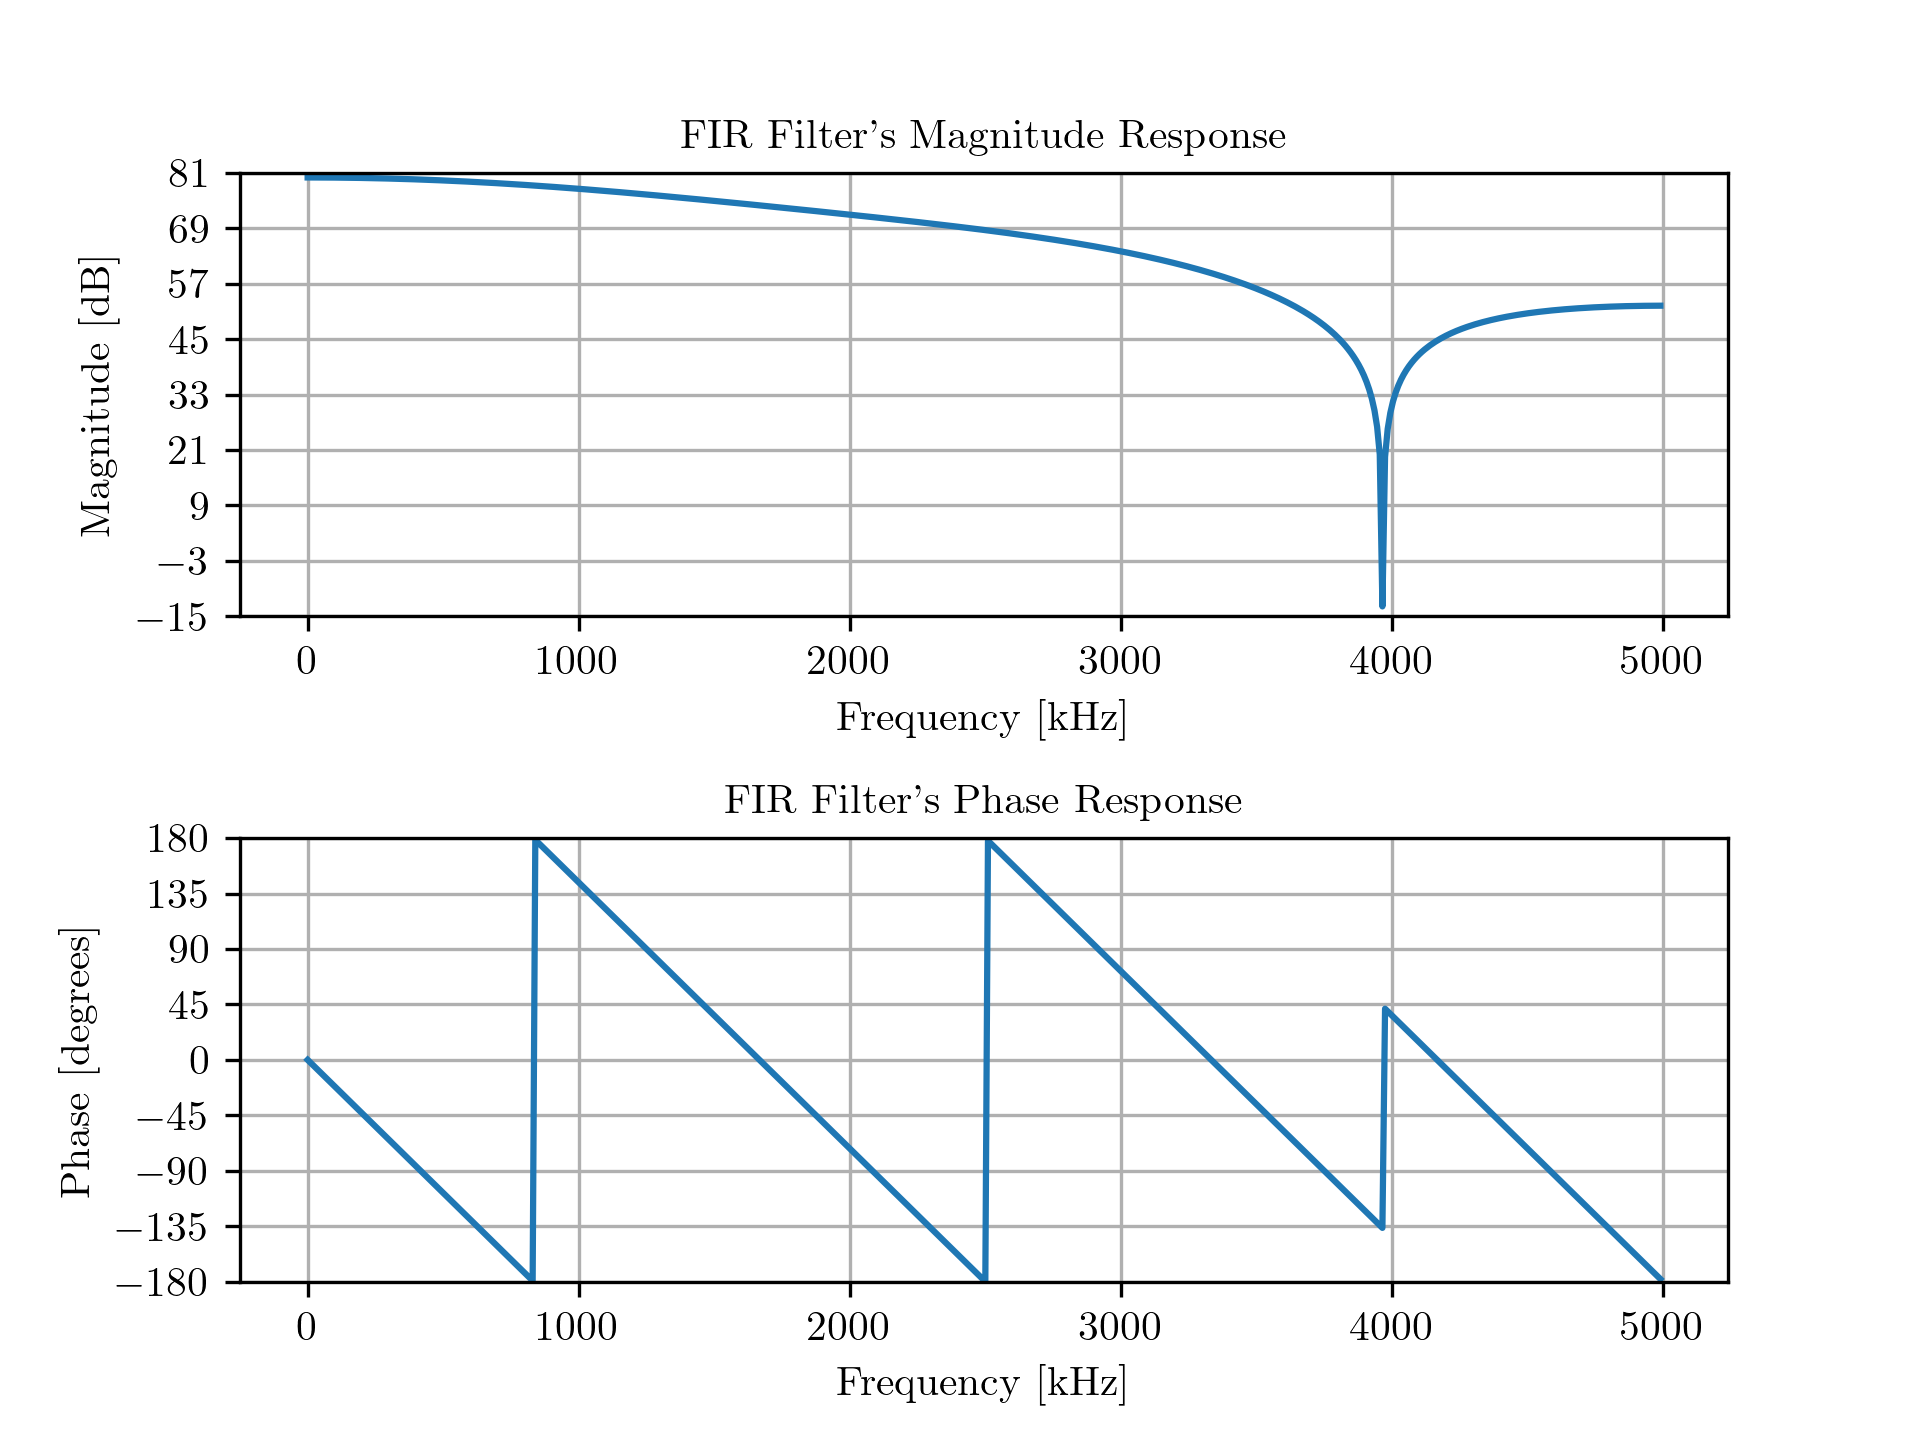 FIR Filter's Magnitude Response
81
69
57
45
33
21
9
−3
−15
Magnitude [dB]
0 1000 2000 3000 4000 5000
Frequency [kHz]
FIR Filter's Phase Response
180
135
90
45
0
−45
−90
−135
−180
Phase [degrees]
0 1000 2000 3000 4000 5000
Frequency [kHz]